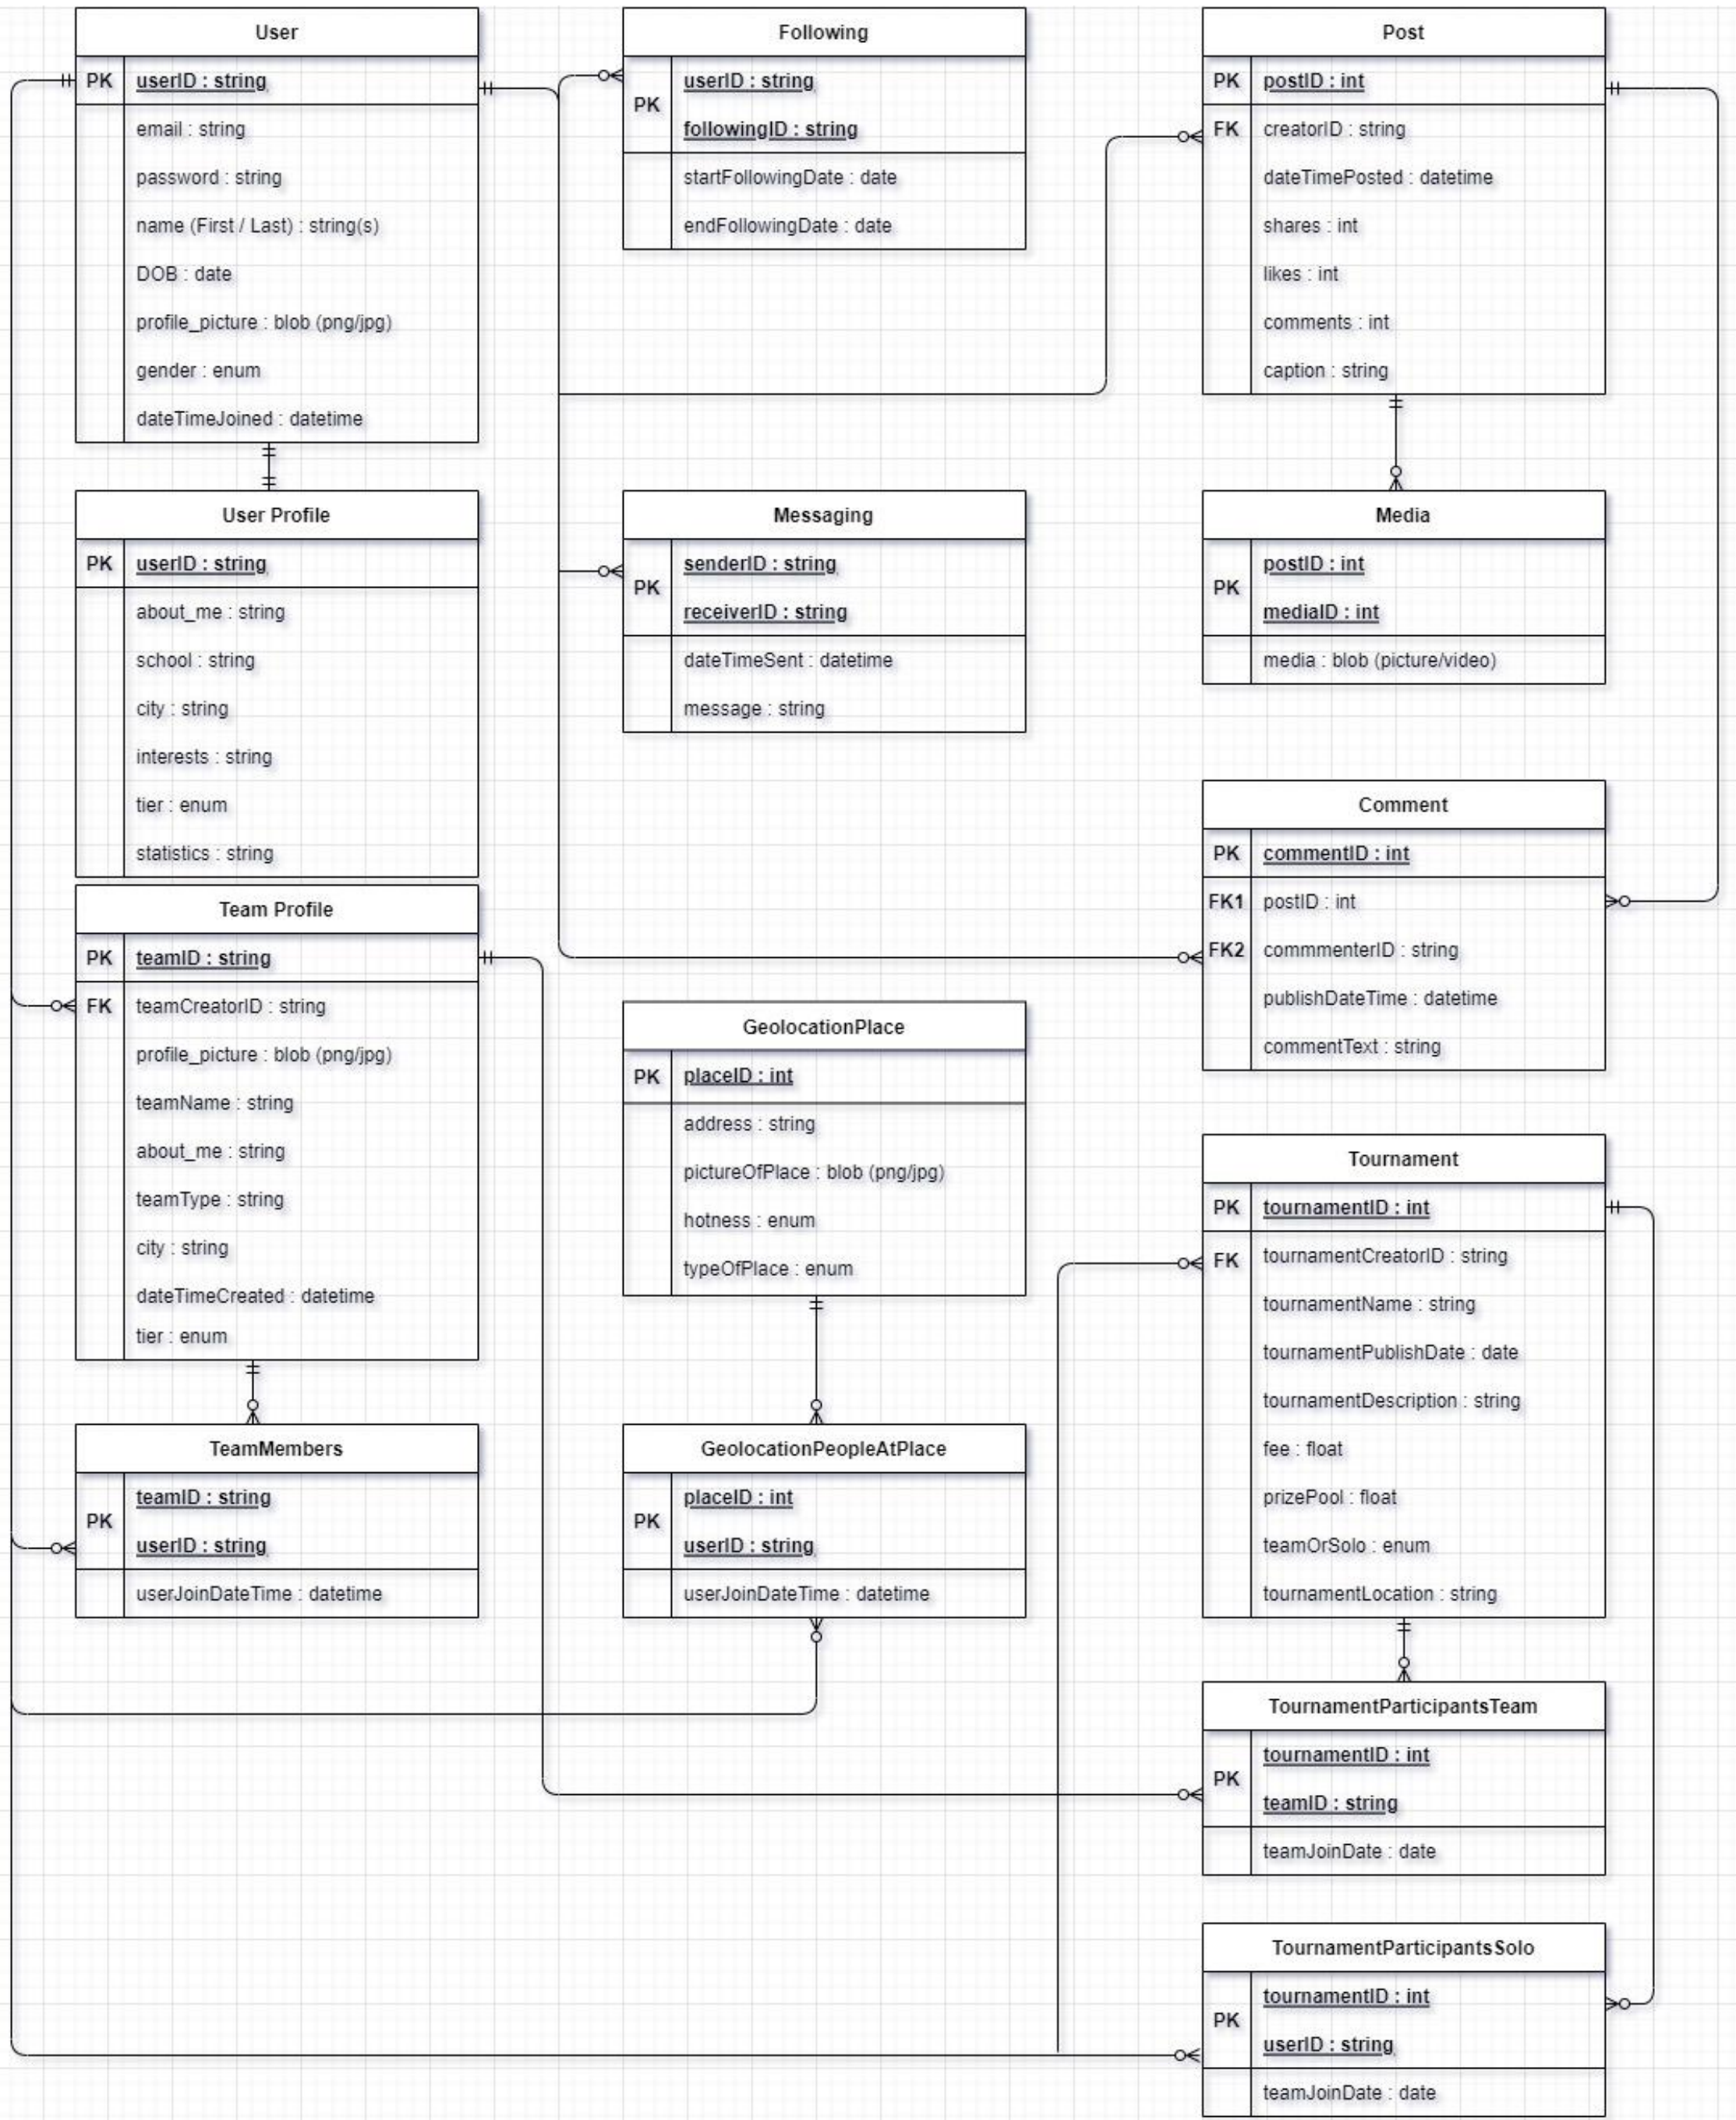 User
PK userID : string
email : string
password : string
name (First / Last) : string(s)
DOB : date
profile_picture : blob (png/jpg)
gender : enum
dateTimeJoined : datetime
User Profile
PK userID : string
about_me : string
school : string
city : string
interests : string
tier : enum
statistics : string
Team Profile
PK teamID : string
FK teamCreatorID : string
profile_picture : blob (png/jpg)
teamName : string
about_me : string
teamType : string
city : string
dateTimeCreated : datetime
tier : enum
TeamMembers
PK
teamID : string
userID : string
userJoinDateTime : datetime
Following
PK
userID : string
followingID : string
startFollowingDate : date
endFollowingDate : date
Messaging
PK
senderID : string
receiverID : string
dateTimeSent : datetime
message : string
GeolocationPlace
PK placeID : int
address : string
pictureOfPlace : blob (png/jpg)
hotness : enum
typeOfPlace : enum
GeolocationPeopleAtPlace
PK
placeID : int
userID : string
userJoinDateTime : datetime
Post
PK postID : int
FK creatorID : string
dateTimePosted : datetime
shares : int
likes : int
comments : int
caption : string
Media
PK
postID : int
mediaID : int
media : blob (picture/video)
Comment
PK commentID : int
FK1 postID : int
FK2 commmenterID : string
publishDateTime : datetime
commentText : string
Tournament
PK tournamentID : int
FK tournamentCreatorID : string
tournamentName : string
tournamentPublishDate : date
tournamentDescription : string
fee : float
prizePool : float
teamOrSolo : enum
tournamentLocation : string
TournamentParticipantsTeam
PK
tournamentID : int
teamID : string
teamJoinDate : date
TournamentParticipantsSolo
PK
tournamentID : int
userID : string
teamJoinDate : date